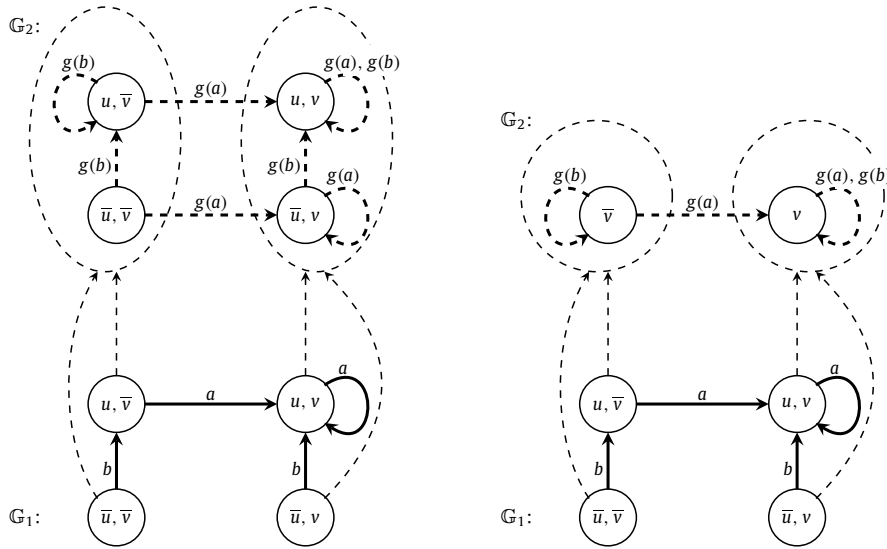 𝔾₂:
g(b)
g(a), g(b)
u, v̅
g(a)
u, v
g(b)
g(b)
g(a)
u̅, v̅
g(a)
u̅, v
u, v̅
a
u, v
a
b
b
𝔾₁:
u̅, v̅
u̅, v
𝔾₂:
g(b)
g(a), g(b)
v̅
g(a)
v
u, v̅
a
u, v
a
b
b
𝔾₁:
u̅, v̅
u̅, v